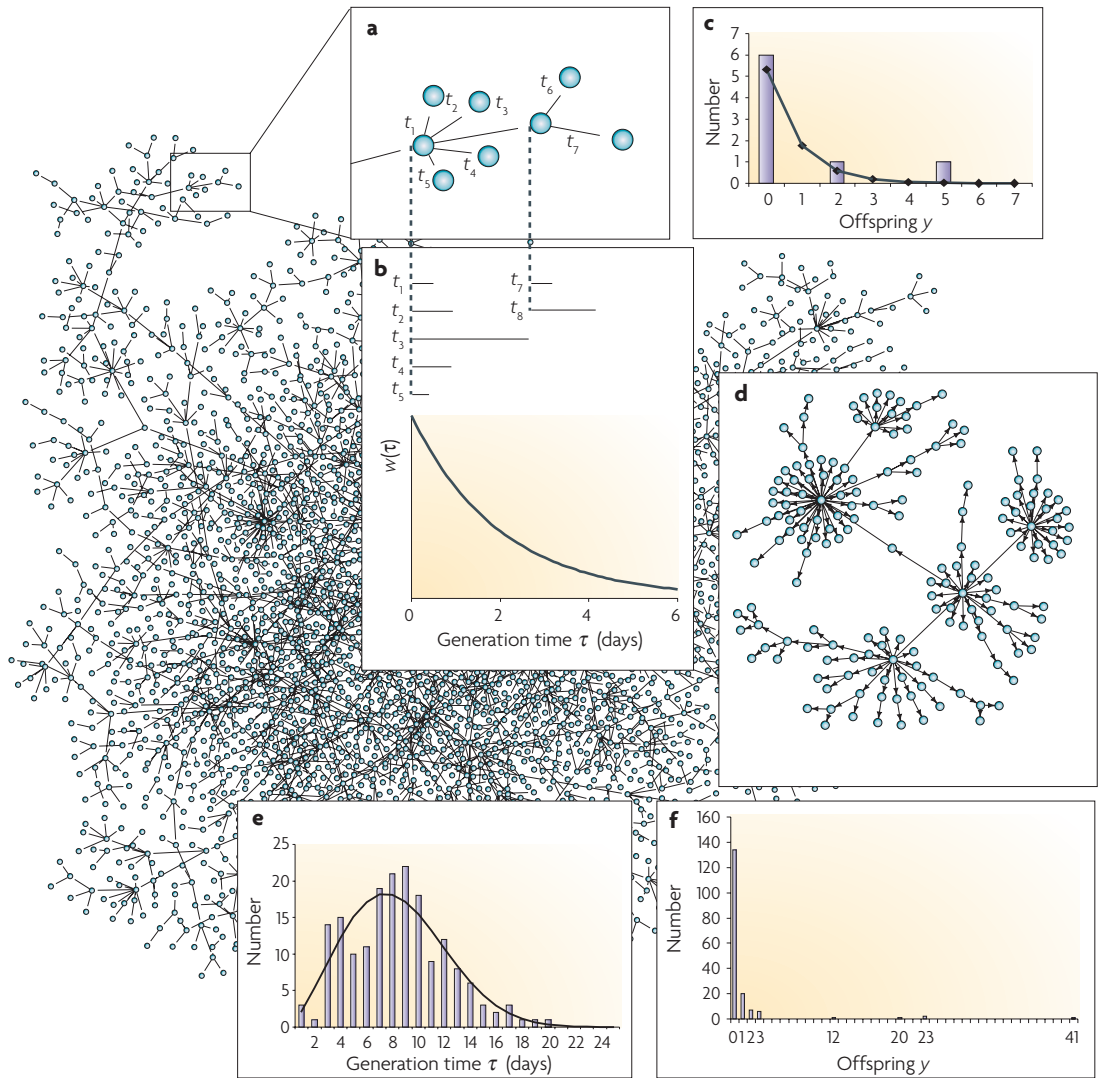 a
t1
t2
t3
t4
t5
t6
t7
b
t1
t2
t3
t4
t5
t7
t8
w(τ)
0 2 4 6
Generation time τ (days)
c
Number
7
6
5
4
3
2
1
0
0 1 2 3 4 5 6 7
Offspring y
d
e
Number
25
20
15
10
5
0
2 4 6 8 10 12 14 16 18 20 22 24
Generation time τ (days)
f
Number
160
140
120
100
80
60
40
20
0
0123 12 20 23 41
Offspring y